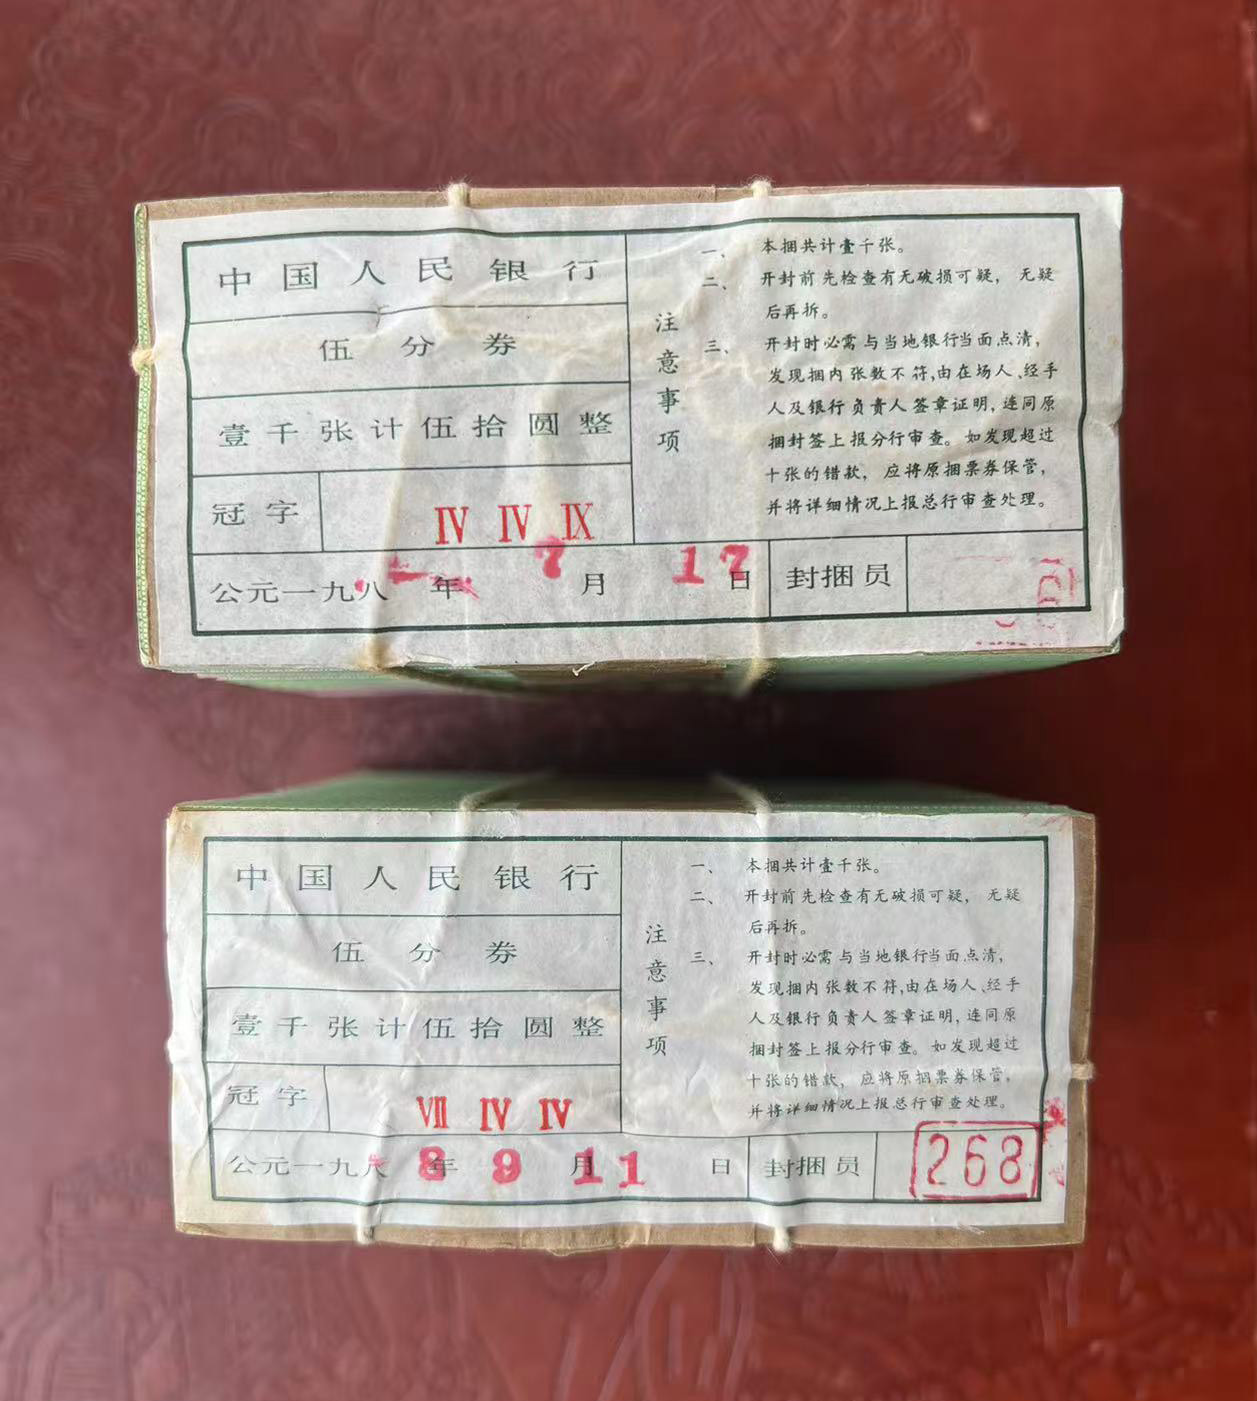 中国人民银行
伍分券
壹千张计伍拾圆整
冠字 Ⅳ Ⅳ Ⅸ
公元一九八 年 7 月 17 日 封捆员
注意事项
一、本捆共计壹千张。
二、开封前先检查有无破损可疑，无疑
后再拆。
三、开封时必需与当地银行当面点清，
发现捆内张数不符,由在场人、经手
人及银行负责人签章证明,连同原
捆封签上报分行审查。如发现超过
十张的错款，应将原捆票券保管，
并将详细情况上报总行审查处理。
中国人民银行
伍分券
壹千张计伍拾圆整
冠字 Ⅶ Ⅳ Ⅳ
公元一九八 8 年 9 月 11 日 封捆员 268
注意事项
一、本捆共计壹千张。
二、开封前先检查有无破损可疑，无疑
后再拆。
三、开封时必需与当地银行当面点清，
发现捆内张数不符,由在场人、经手
人及银行负责人签章证明,连同原
捆封签上报分行审查。如发现超过
十张的错款，应将原捆票券保管，
并将详细情况上报总行审查处理。